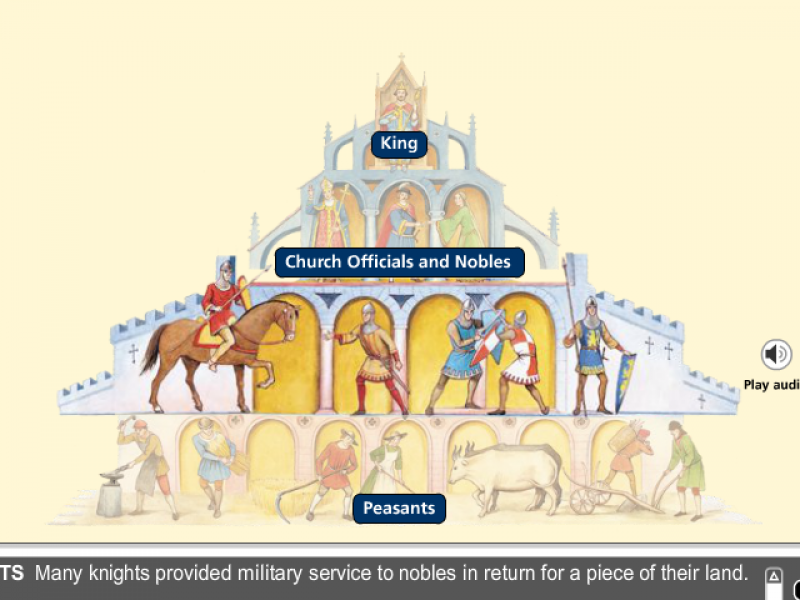 King
Church Officials and Nobles
Play audi
Peasants
TS Many knights provided military service to nobles in return for a piece of their land.